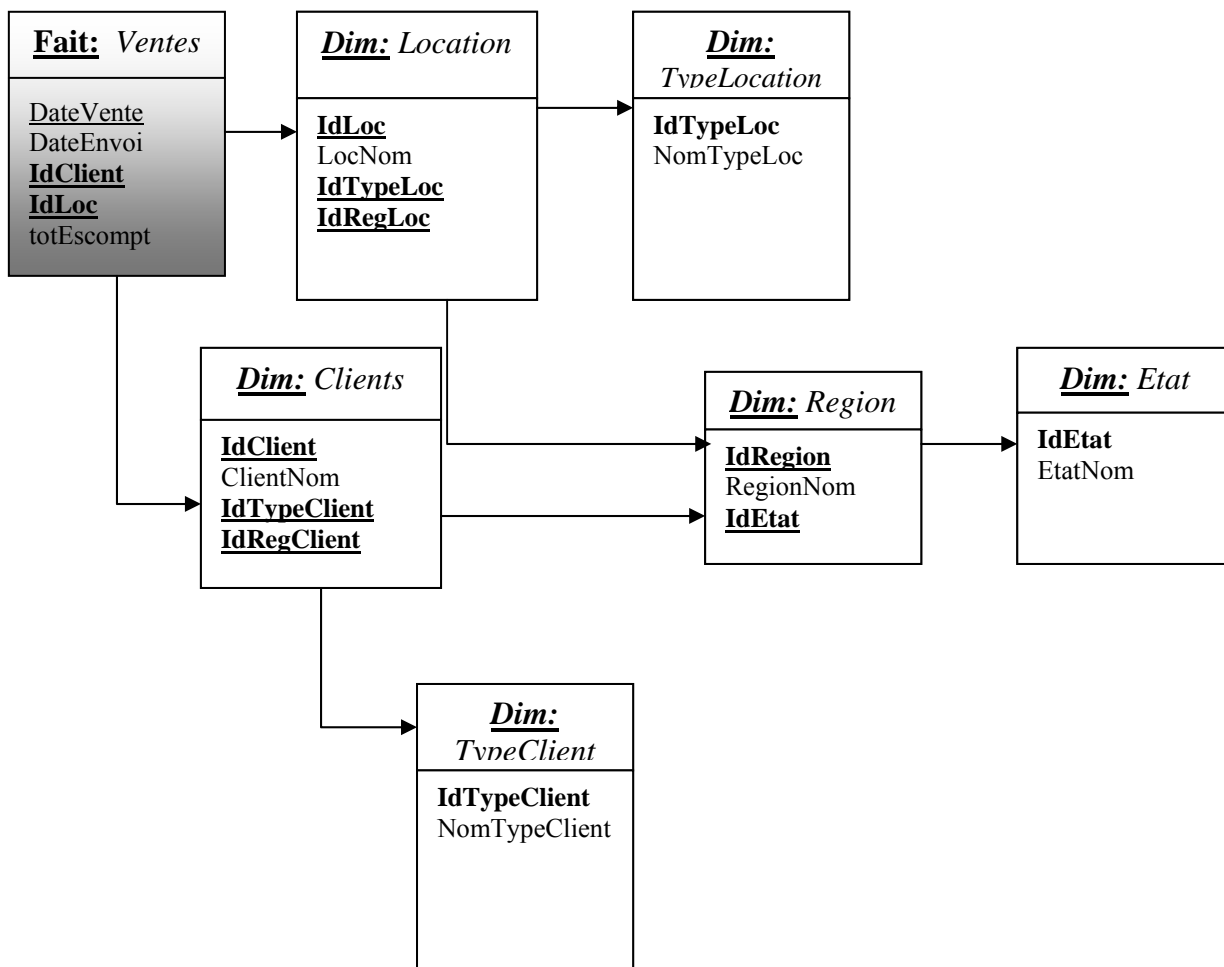 Fait: Ventes
DateVente
DateEnvoi
IdClient
IdLoc
totEscompt
Dim: Location
IdLoc
LocNom
IdTypeLoc
IdRegLoc
Dim:
TypeLocation
IdTypeLoc
NomTypeLoc
Dim: Clients
IdClient
ClientNom
IdTypeClient
IdRegClient
Dim: Region
IdRegion
RegionNom
IdEtat
Dim: Etat
IdEtat
EtatNom
Dim:
TypeClient
IdTypeClient
NomTypeClient